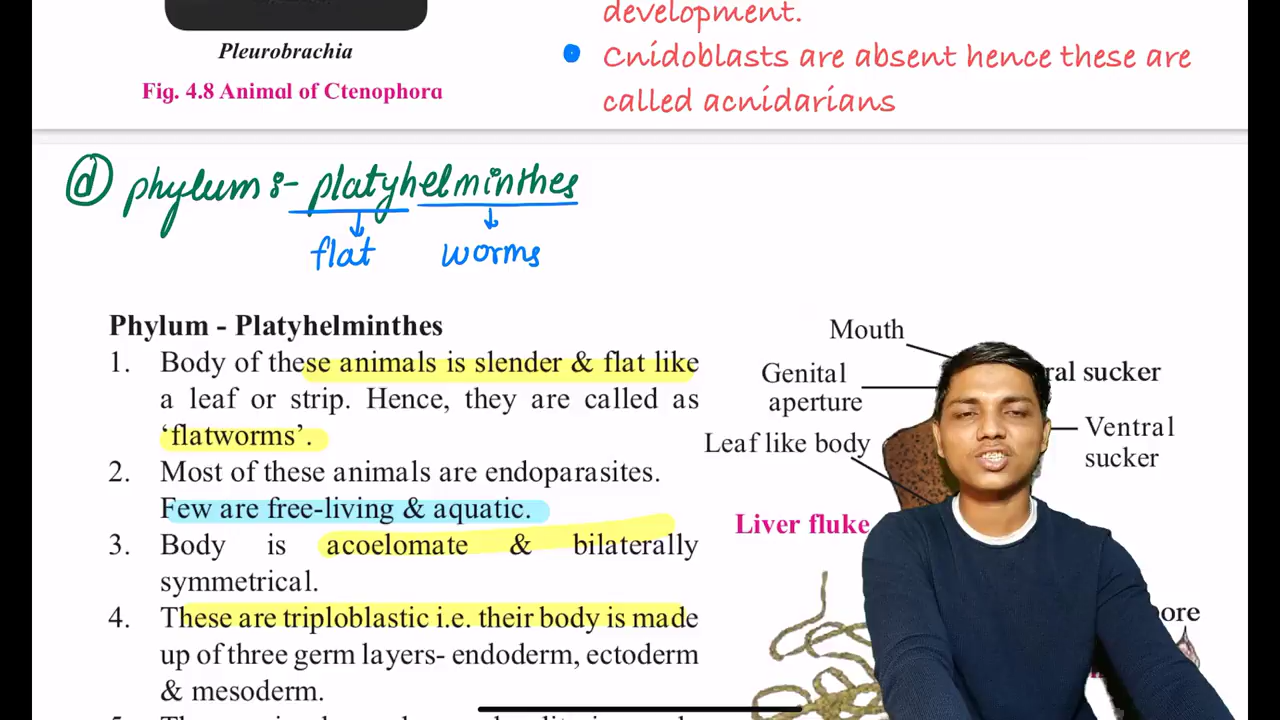 development.
Cnidoblasts are absent hence these are
called acnidarians
Pleurobrachia
Fig. 4.8 Animal of Ctenophora
d phylum :- platyhelminthes
flat worms
Phylum - Platyhelminthes
1. Body of these animals is slender & flat like
a leaf or strip. Hence, they are called as
‘flatworms’.
2. Most of these animals are endoparasites.
Few are free-living & aquatic.
3. Body is acoelomate & bilaterally
symmetrical.
4. These are triploblastic i.e. their body is made
up of three germ layers- endoderm, ectoderm
& mesoderm.
Mouth
Genital
aperture
Leaf like body
sucker
Ventral
sucker
Liver fluke